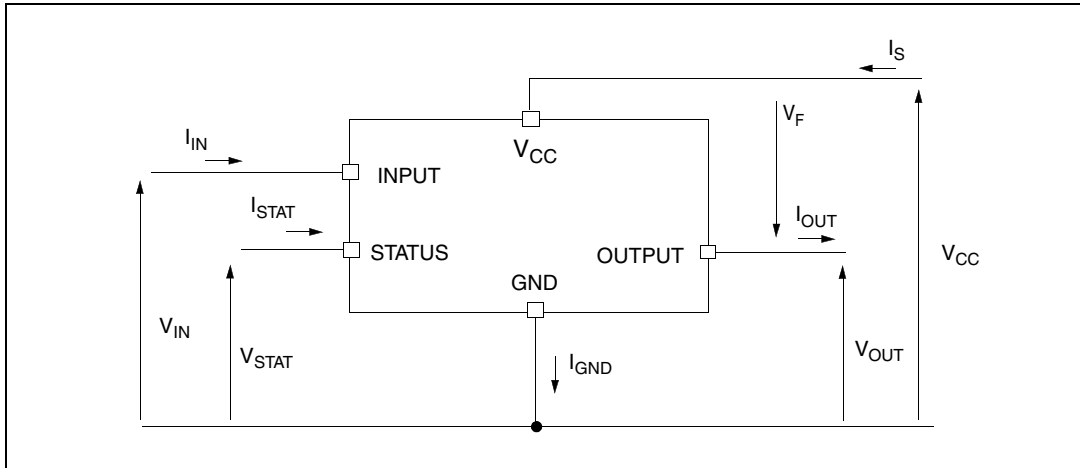 I_S
V_F
V_CC
I_IN
INPUT
I_STAT
I_OUT
STATUS
OUTPUT
V_CC
GND
V_IN
V_STAT
V_OUT
I_GND